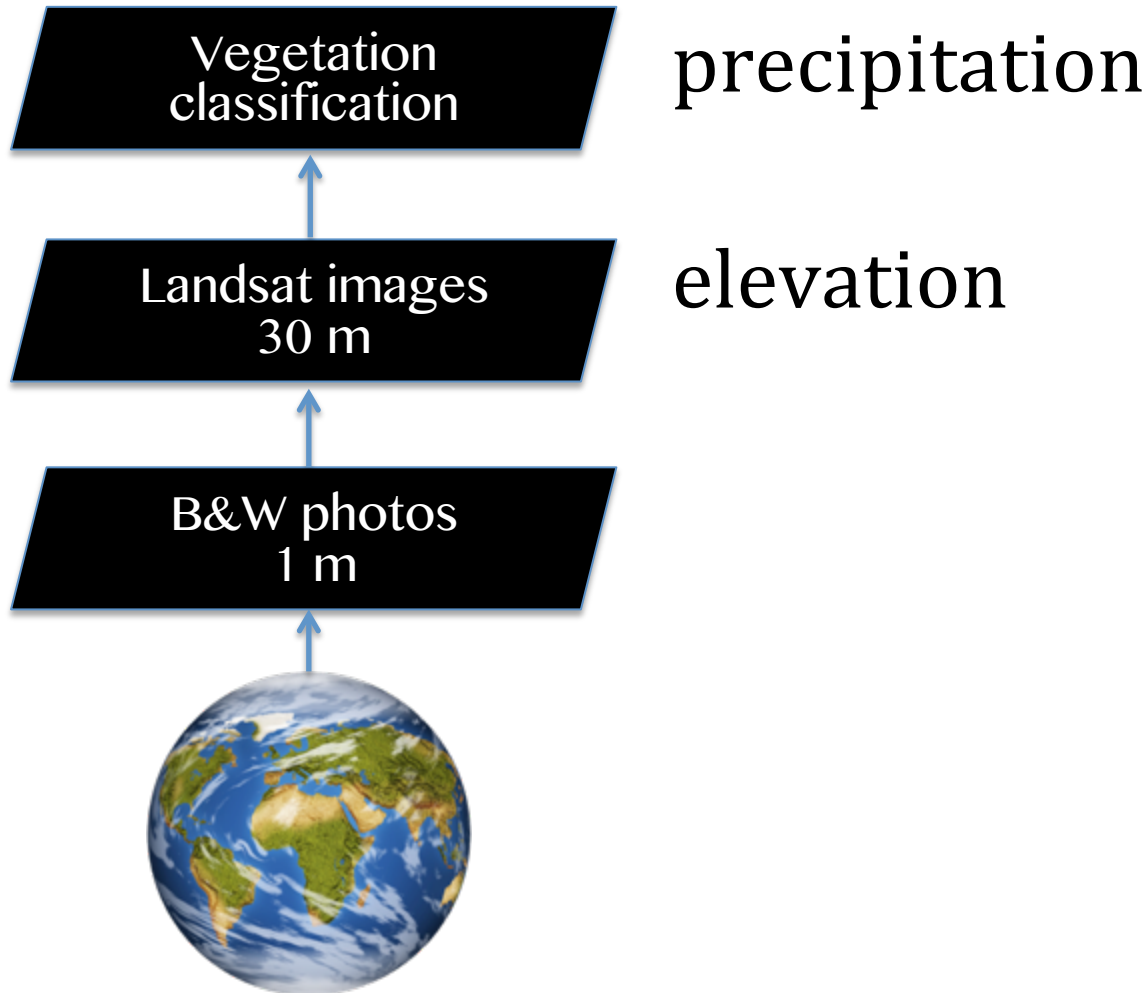 Vegetation
classification
precipitation
Landsat images
30 m
elevation
B&W photos
1 m